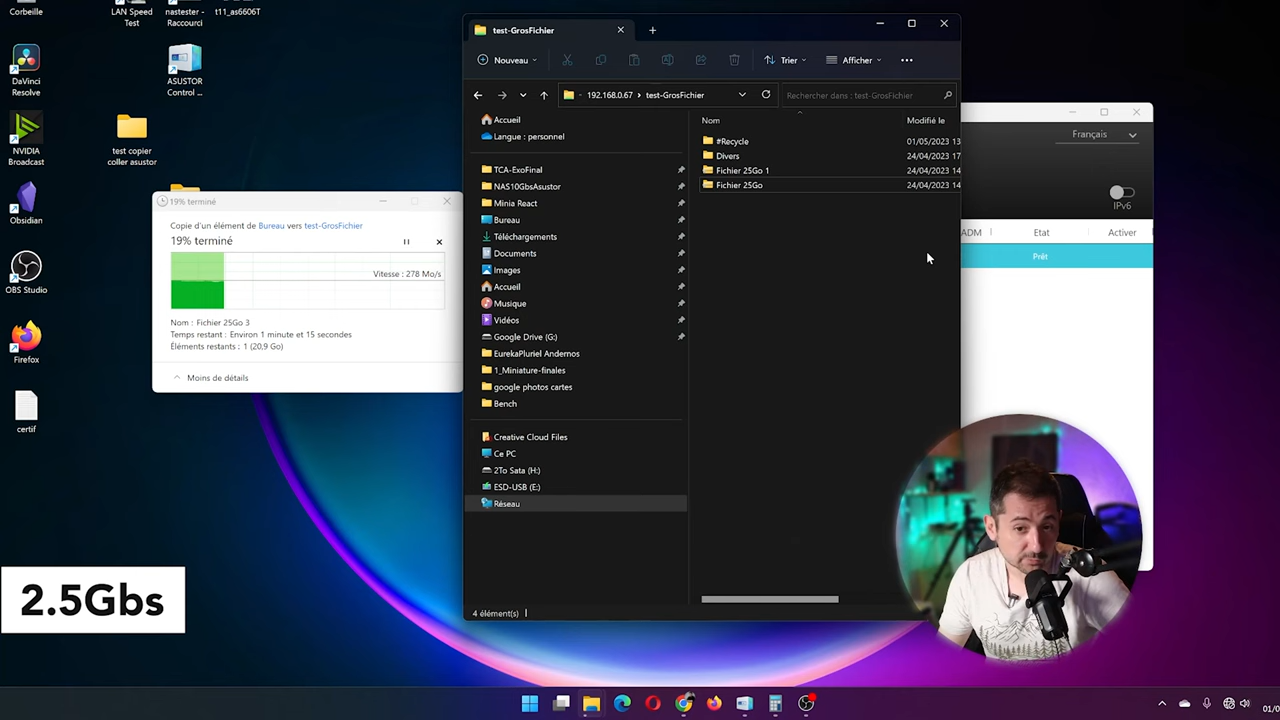 Corbeille
LAN Speed
Test
nastester -
Raccourci
t11_as6606T
DaVinci
Resolve
ASUSTOR
Control ...
NVIDIA
Broadcast
test copier
coller asustor
Obsidian
OBS Studio
Firefox
certif
19% terminé
Copie d'un élément de Bureau vers test-GrosFichier
19% terminé
Vitesse : 278 Mo/s
Nom : Fichier 25Go 3
Temps restant : Environ 1 minute et 15 secondes
Éléments restants : 1 (20,9 Go)
Moins de détails
2.5Gbs
test-GrosFichier
Nouveau
Trier
Afficher
192.168.0.67 > test-GrosFichier
Rechercher dans : test-GrosFichier
Accueil
Langue : personnel
TCA-ExoFinal
NAS10GbsAsustor
Minia React
Bureau
Téléchargements
Documents
Images
Accueil
Musique
Vidéos
Google Drive (G:)
EurekaPluriel Andernos
1_Miniature-finales
google photos cartes
Bench
Creative Cloud Files
Ce PC
2To Sata (H:)
ESD-USB (E:)
Réseau
Nom
Modifié le
#Recycle
01/05/2023 13
Divers
24/04/2023 17
Fichier 25Go 1
24/04/2023 14
Fichier 25Go
24/04/2023 14
4 élément(s)
Français
IPv6
ADM
Etat
Activer
Prêt